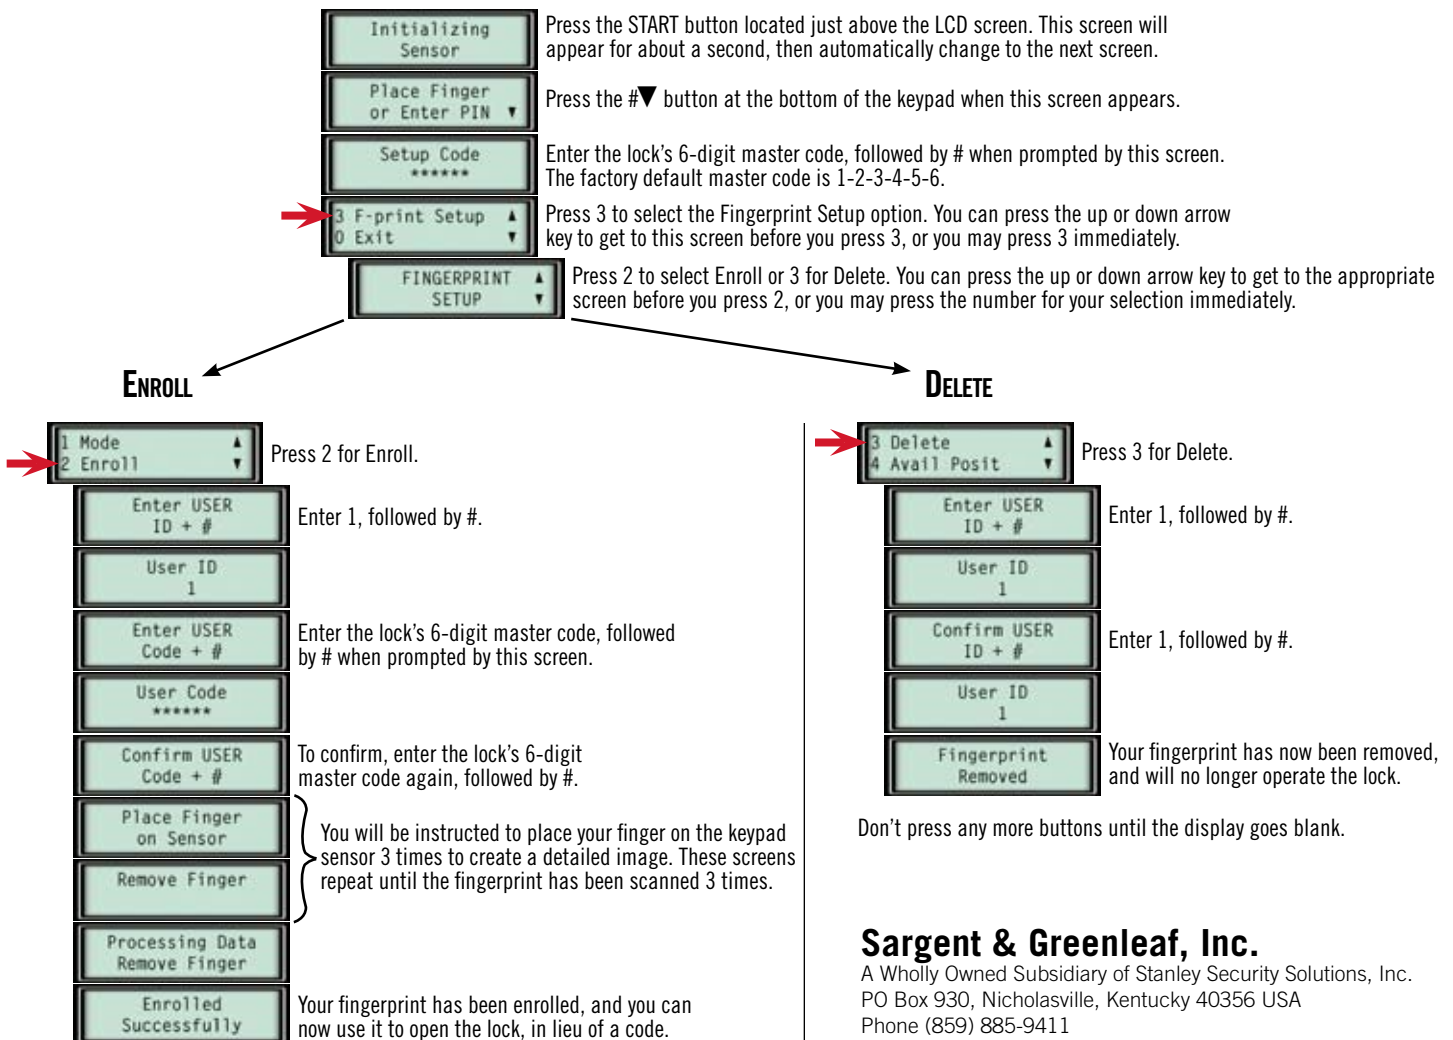 Initializing
Sensor
Press the START button located just above the LCD screen. This screen will
appear for about a second, then automatically change to the next screen.
Place Finger
or Enter PIN ▼
Press the #▼ button at the bottom of the keypad when this screen appears.
Setup Code
******
Enter the lock's 6-digit master code, followed by # when prompted by this screen.
The factory default master code is 1-2-3-4-5-6.
3 F-print Setup ▲
0 Exit ▼
Press 3 to select the Fingerprint Setup option. You can press the up or down arrow
key to get to this screen before you press 3, or you may press 3 immediately.
FINGERPRINT ▲
SETUP ▼
Press 2 to select Enroll or 3 for Delete. You can press the up or down arrow key to get to the appropriate
screen before you press 2, or you may press the number for your selection immediately.
ENROLL
1 Mode ▲
2 Enroll ▼
Press 2 for Enroll.
Enter USER
ID + #
Enter 1, followed by #.
User ID
1
Enter USER
Code + #
Enter the lock's 6-digit master code, followed
by # when prompted by this screen.
User Code
******
Confirm USER
Code + #
To confirm, enter the lock's 6-digit
master code again, followed by #.
Place Finger
on Sensor
Remove Finger
You will be instructed to place your finger on the keypad
sensor 3 times to create a detailed image. These screens
repeat until the fingerprint has been scanned 3 times.
Processing Data
Remove Finger
Enrolled
Successfully
Your fingerprint has been enrolled, and you can
now use it to open the lock, in lieu of a code.
DELETE
3 Delete ▲
4 Avail Posit ▼
Press 3 for Delete.
Enter USER
ID + #
Enter 1, followed by #.
User ID
1
Confirm USER
ID + #
Enter 1, followed by #.
User ID
1
Fingerprint
Removed
Your fingerprint has now been removed,
and will no longer operate the lock.
Don't press any more buttons until the display goes blank.
Sargent & Greenleaf, Inc.
A Wholly Owned Subsidiary of Stanley Security Solutions, Inc.
PO Box 930, Nicholasville, Kentucky 40356 USA
Phone (859) 885-9411